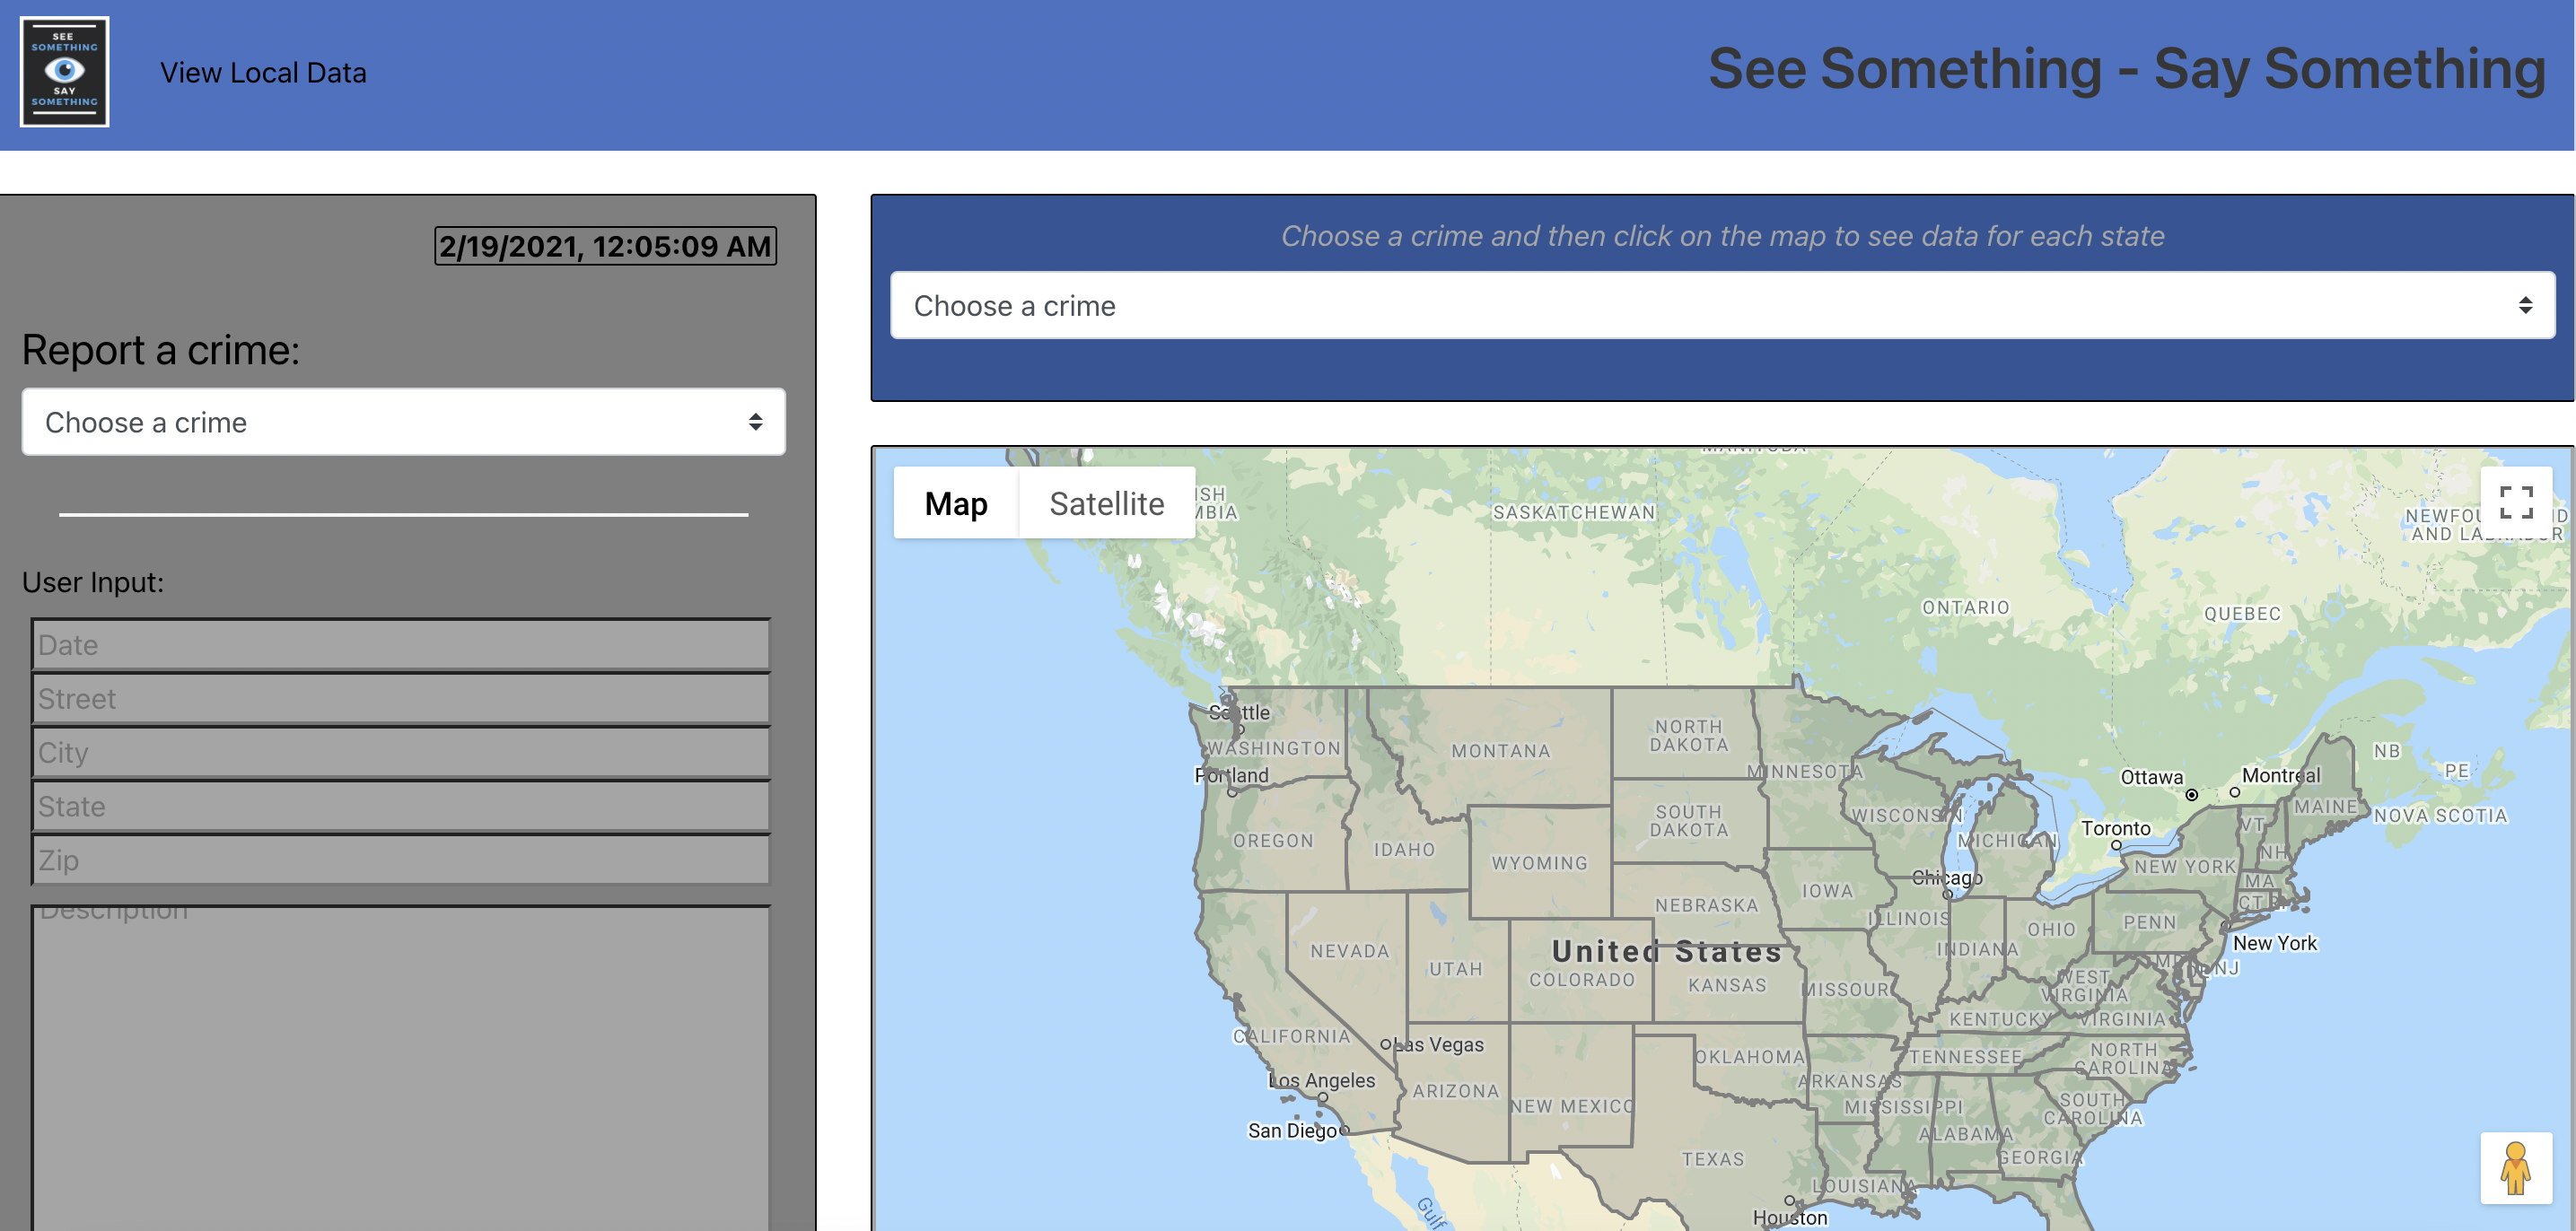 SEE
SOMETHING
SAY
SOMETHING
View Local Data
See Something - Say Something
2/19/2021, 12:05:09 AM
Report a crime:
Choose a crime
User Input:
Date
Street
City
State
Zip
Description
Choose a crime and then click on the map to see data for each state
Choose a crime
Map
Satellite
MANITOBA
ISH
MBIA
SASKATCHEWAN
NEWFOU
D
AND LABRADOR
ONTARIO
QUEBEC
Seattle
WASHINGTON
Portland
MONTANA
NORTH
DAKOTA
MINNESOTA
Ottawa
Montreal
NB
PE
MAINE
NOVA SCOTIA
OREGON
IDAHO
WYOMING
SOUTH
DAKOTA
WISCONSIN
MICHIGAN
Toronto
VT
NH
NEW YORK
MA
CT
RI
IOWA
Chicago
NEBRASKA
ILLINOIS
INDIANA
OHIO
PENN
New York
NEVADA
UTAH
United States
COLORADO
KANSAS
MISSOURI
WEST
VIRGINIA
MD
DE
NJ
KENTUCKY
VIRGINIA
CALIFORNIA
Las Vegas
Los Angeles
San Diego
ARIZONA
NEW MEXICO
OKLAHOMA
ARKANSAS
TENNESSEE
NORTH
CAROLINA
MISSISSIPPI
SOUTH
CAROLINA
ALABAMA
GEORGIA
TEXAS
LOUISIANA
Houston
Gulf